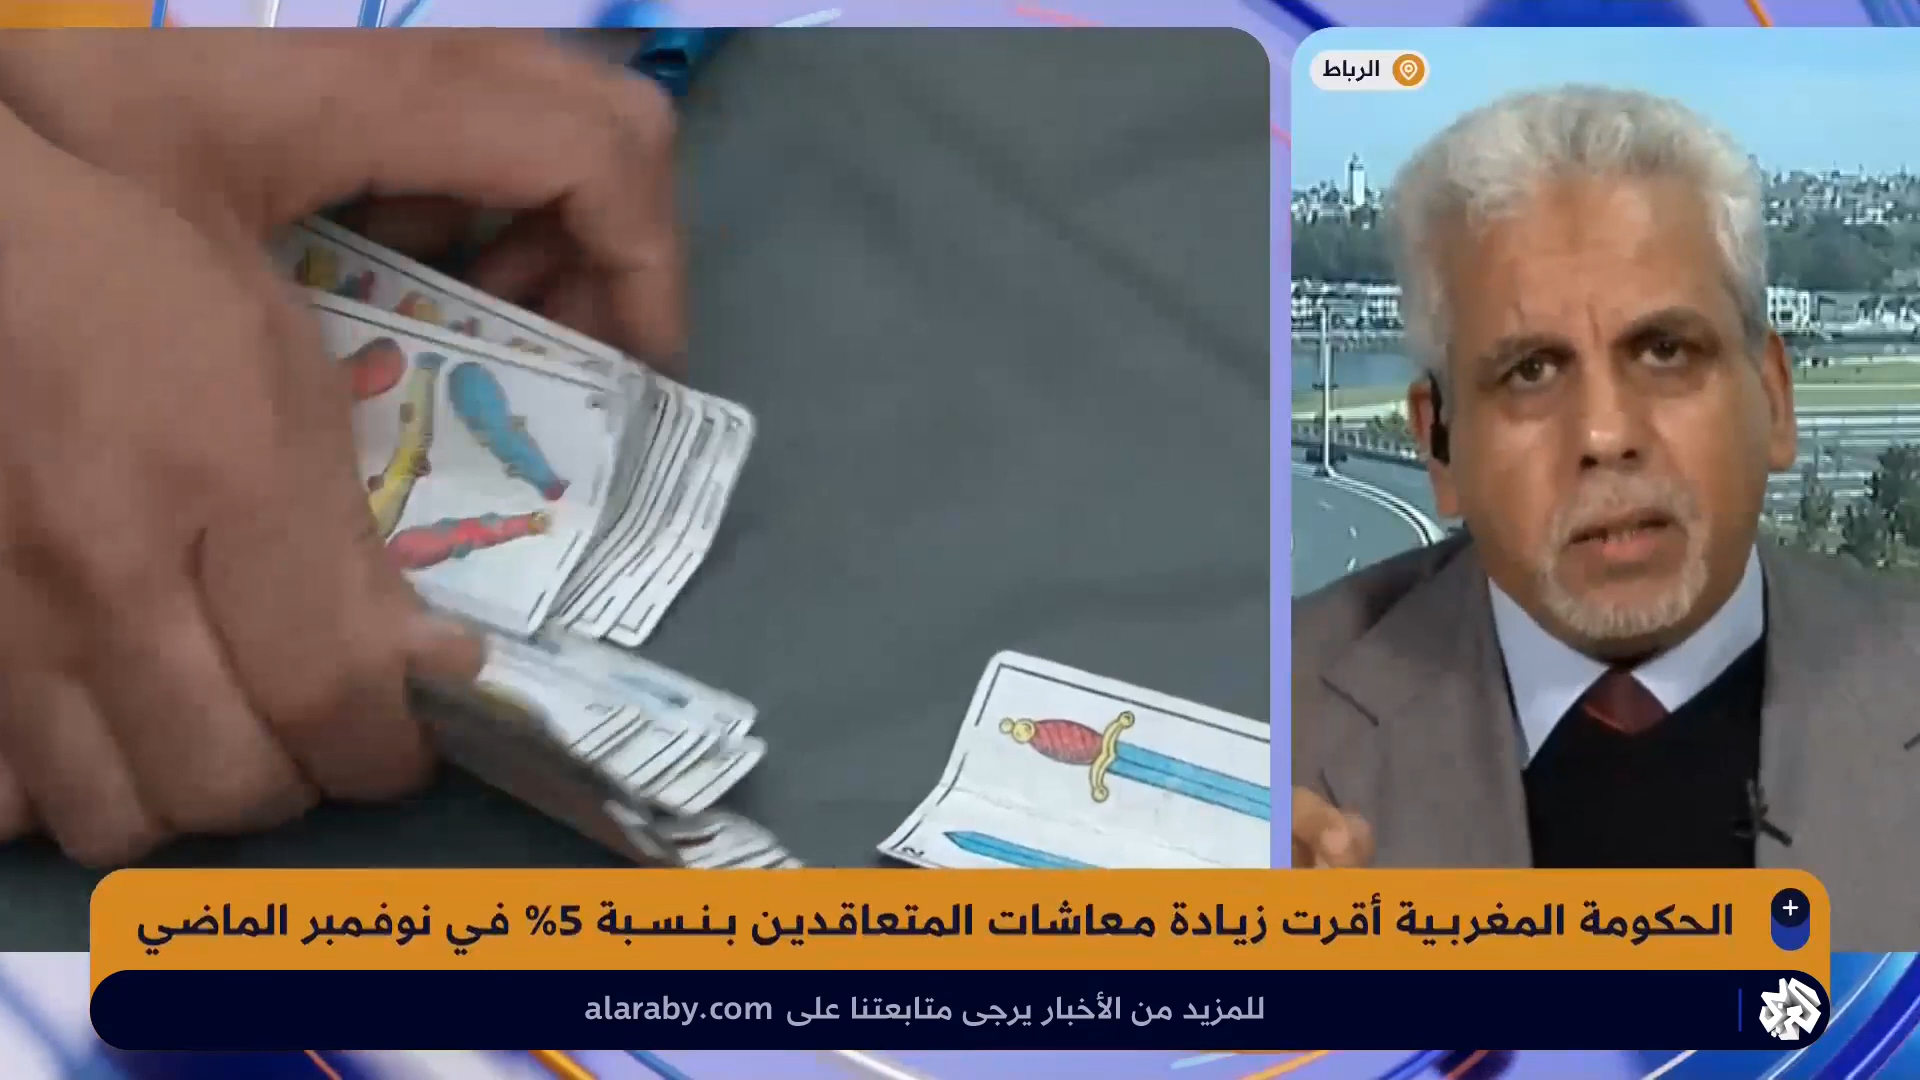 الرباط
الحكومة المغربية أقرت زيادة معاشات المتعاقدين بنسبة 5% في نوفمبر الماضي
للمزيد من الأخبار يرجى متابعتنا على alaraby.com